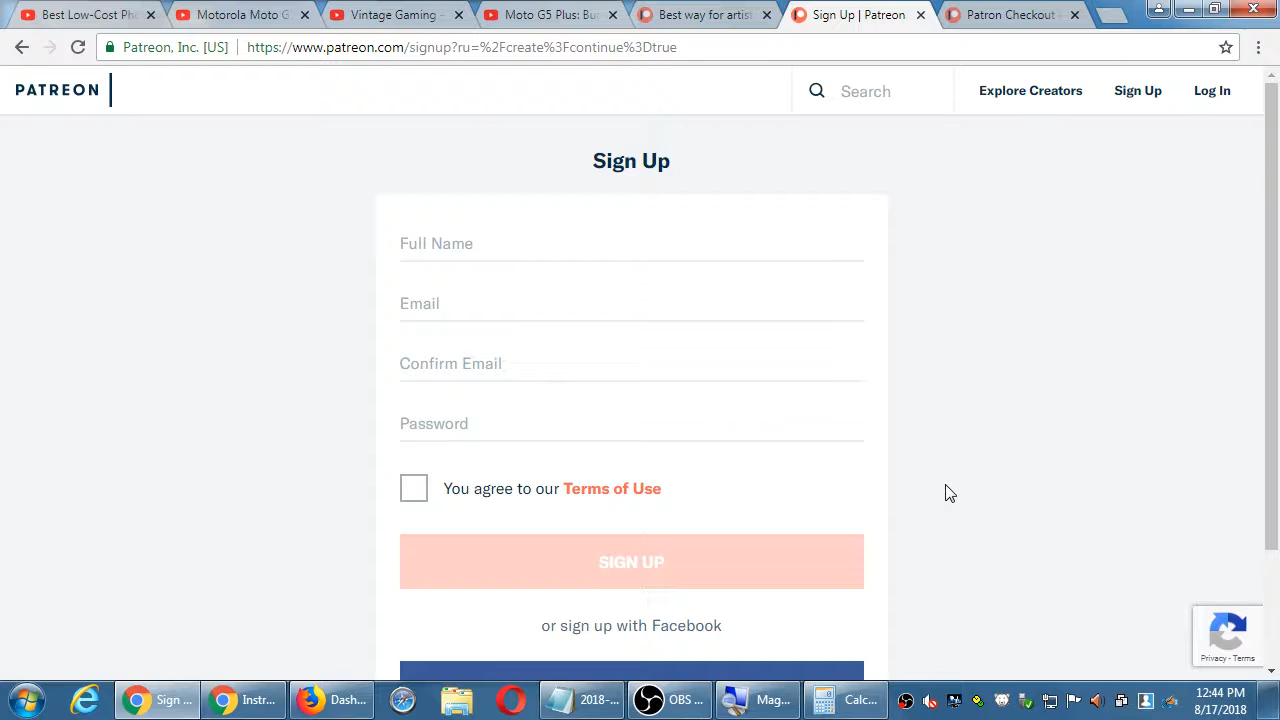 Best Low-Cost Pho
Motorola Moto G
Vintage Gaming -
Moto G5 Plus: Bu
Best way for artist
Sign Up | Patreon
Patron Checkout
Patreon, Inc. [US]
https://www.patreon.com/signup?ru=%2Fcreate%3Fcontinue%3Dtrue
PATREON
Search
Explore Creators
Sign Up
Log In
Sign Up
Full Name
Email
Confirm Email
Password
You agree to our Terms of Use
SIGN UP
or sign up with Facebook
Privacy - Terms
Sign ...
Instr...
Dash...
2018-...
OBS ...
Mag...
Calc...
12:44 PM
8/17/2018